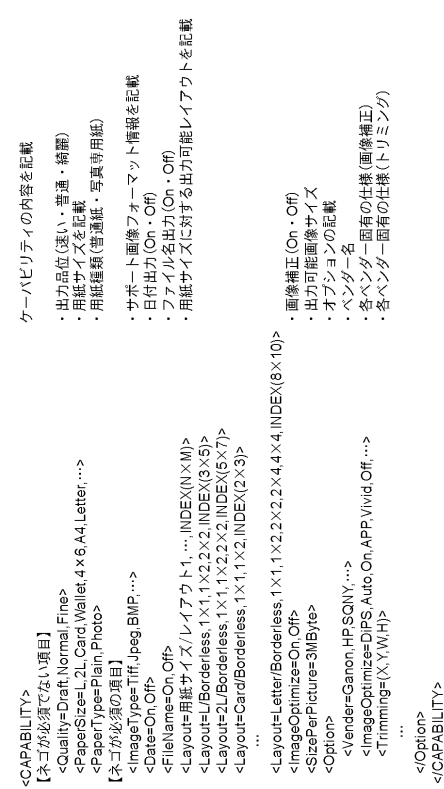 <CAPABILITY> ケーパビリティの内容を記載
【ネゴが必須でない項目】
<Quality=Draft,Normal,Fine> ・出力品位(速い・普通・綺麗)
<PaperSize=L,2L,Card,Wallet,4×6,A4,Letter,…> ・用紙サイズを記載
<PaperType=Plain,Photo> ・用紙種類(普通紙・写真専用紙)
【ネゴが必須の項目】
<ImageType=Tiff,Jpeg,BMP,…> ・サポート画像フォーマット情報を記載
<Date=On,Off> ・日付出力(On・Off)
<FileName=On,Off> ・ファイル名出力(On・Off)
<Layout=用紙サイズ/レイアウト1, …,INDEX(N×M)> ・用紙サイズに対する出力可能レイアウトを記載
<Layout=L/Borderless,1×1,1×2,2×2,INDEX(3×5)>
<Layout=2L/Borderless,1×1,1×2,2×2,INDEX(5×7)>
<Layout=Card/Borderless,1×1,1×2,INDEX(2×3)>
…
<Layout=Letter/Borderless,1×1,1×2,2×2,2×4,4×4,INDEX(8×10)>
<ImageOptimize=On,Off> ・画像補正(On・Off)
<SizePerPicture=3MByte> ・出力可能画像サイズ
<Option> ・オプションの記載
<Vender=Ganon,HP,SQNY,…> ・ベンダー名
<ImageOptimize=DiPS,Auto,On,APP,Vivid,Off,…> ・各ベンダー固有の仕様(画像補正)
<Trimming=(X,Y,W,H)> ・各ベンダー固有の仕様(トリミング)
…
</Option>
</CAPABILITY>